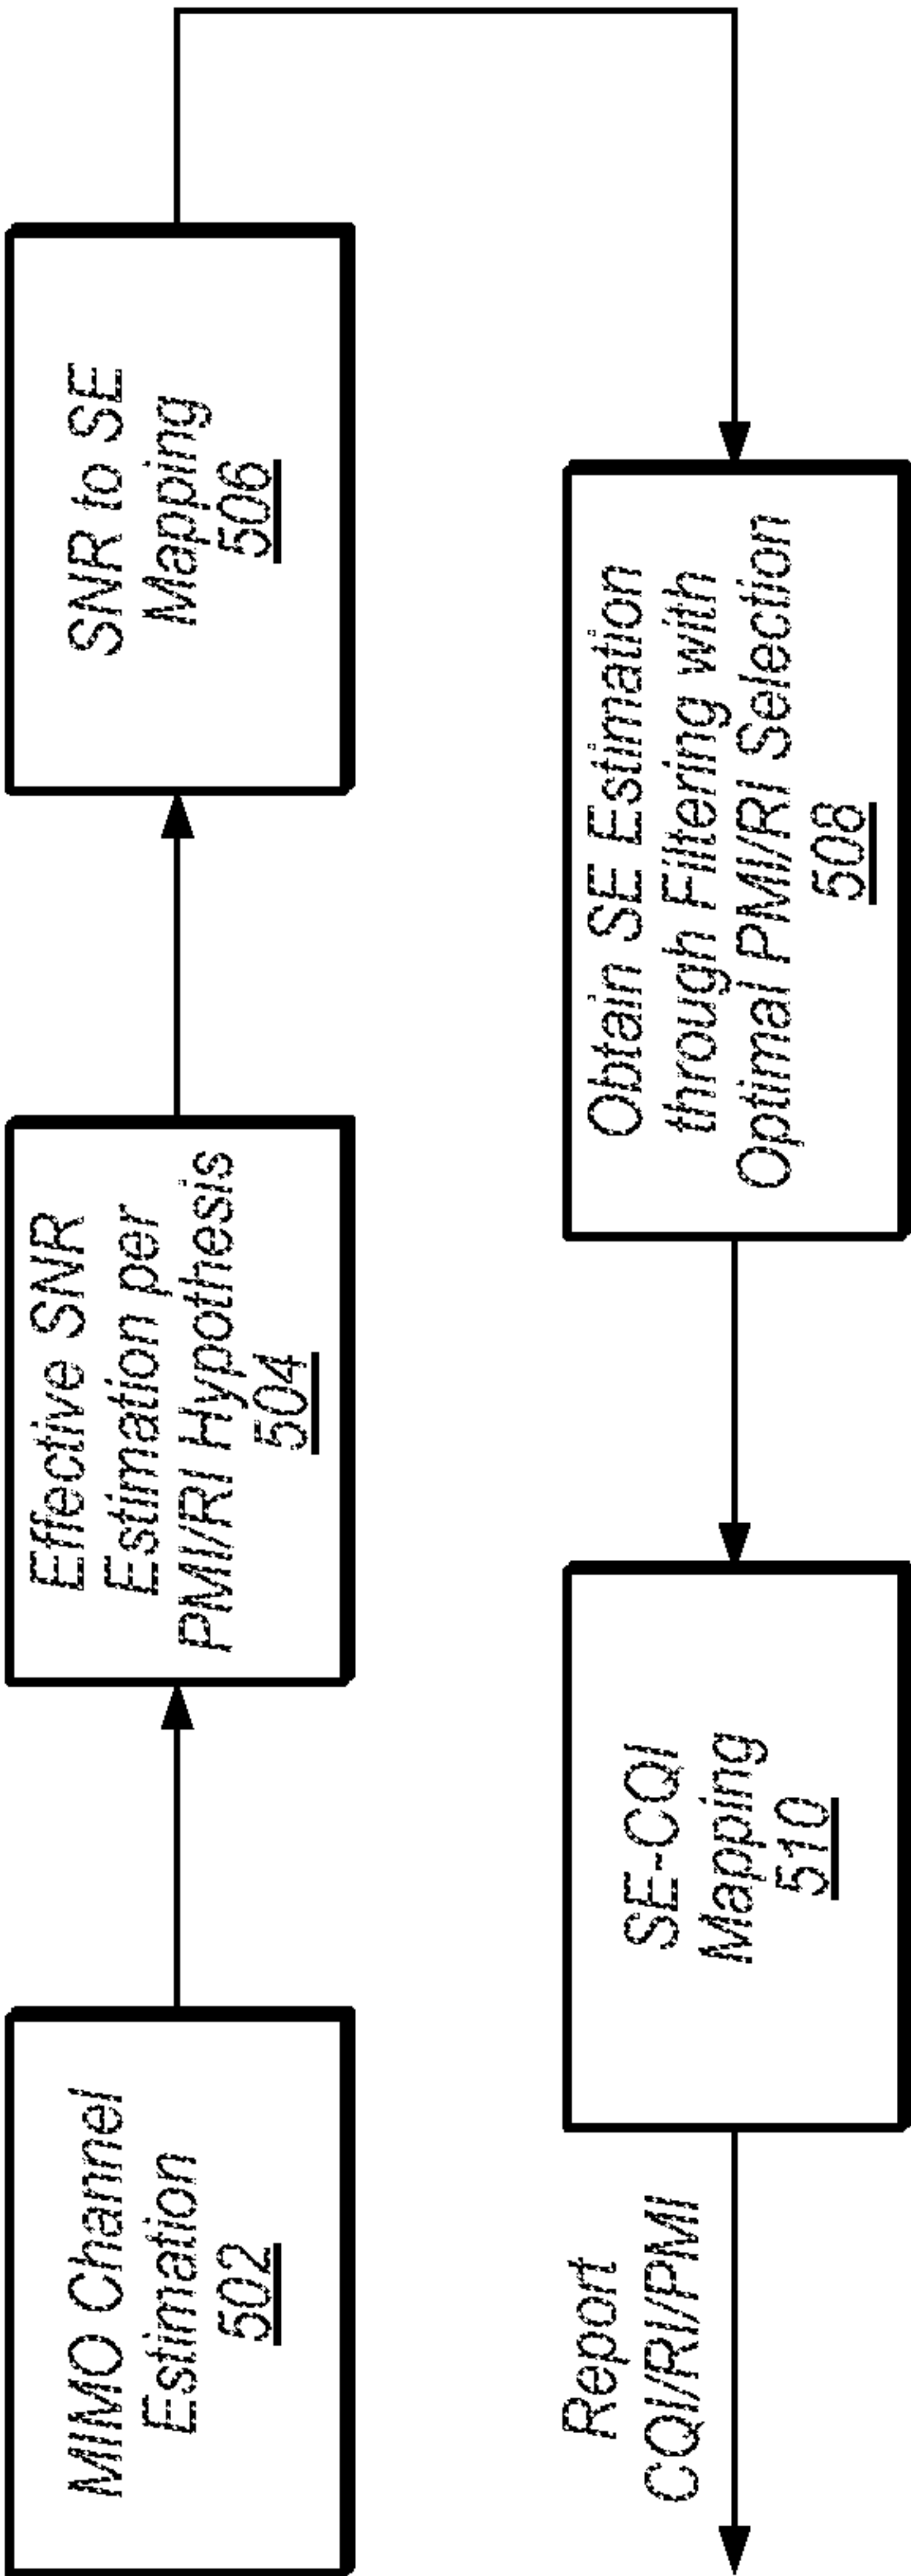 MIMO Channel
Estimation
502
Effective SNR
Estimation per
PMI/RI Hypothesis
504
SNR to SE
Mapping
506
Obtain SE Estimation
through Filtering with
Optimal PMI/RI Selection
508
SE-CQI
Mapping
510
Report
CQI/RI/PMI